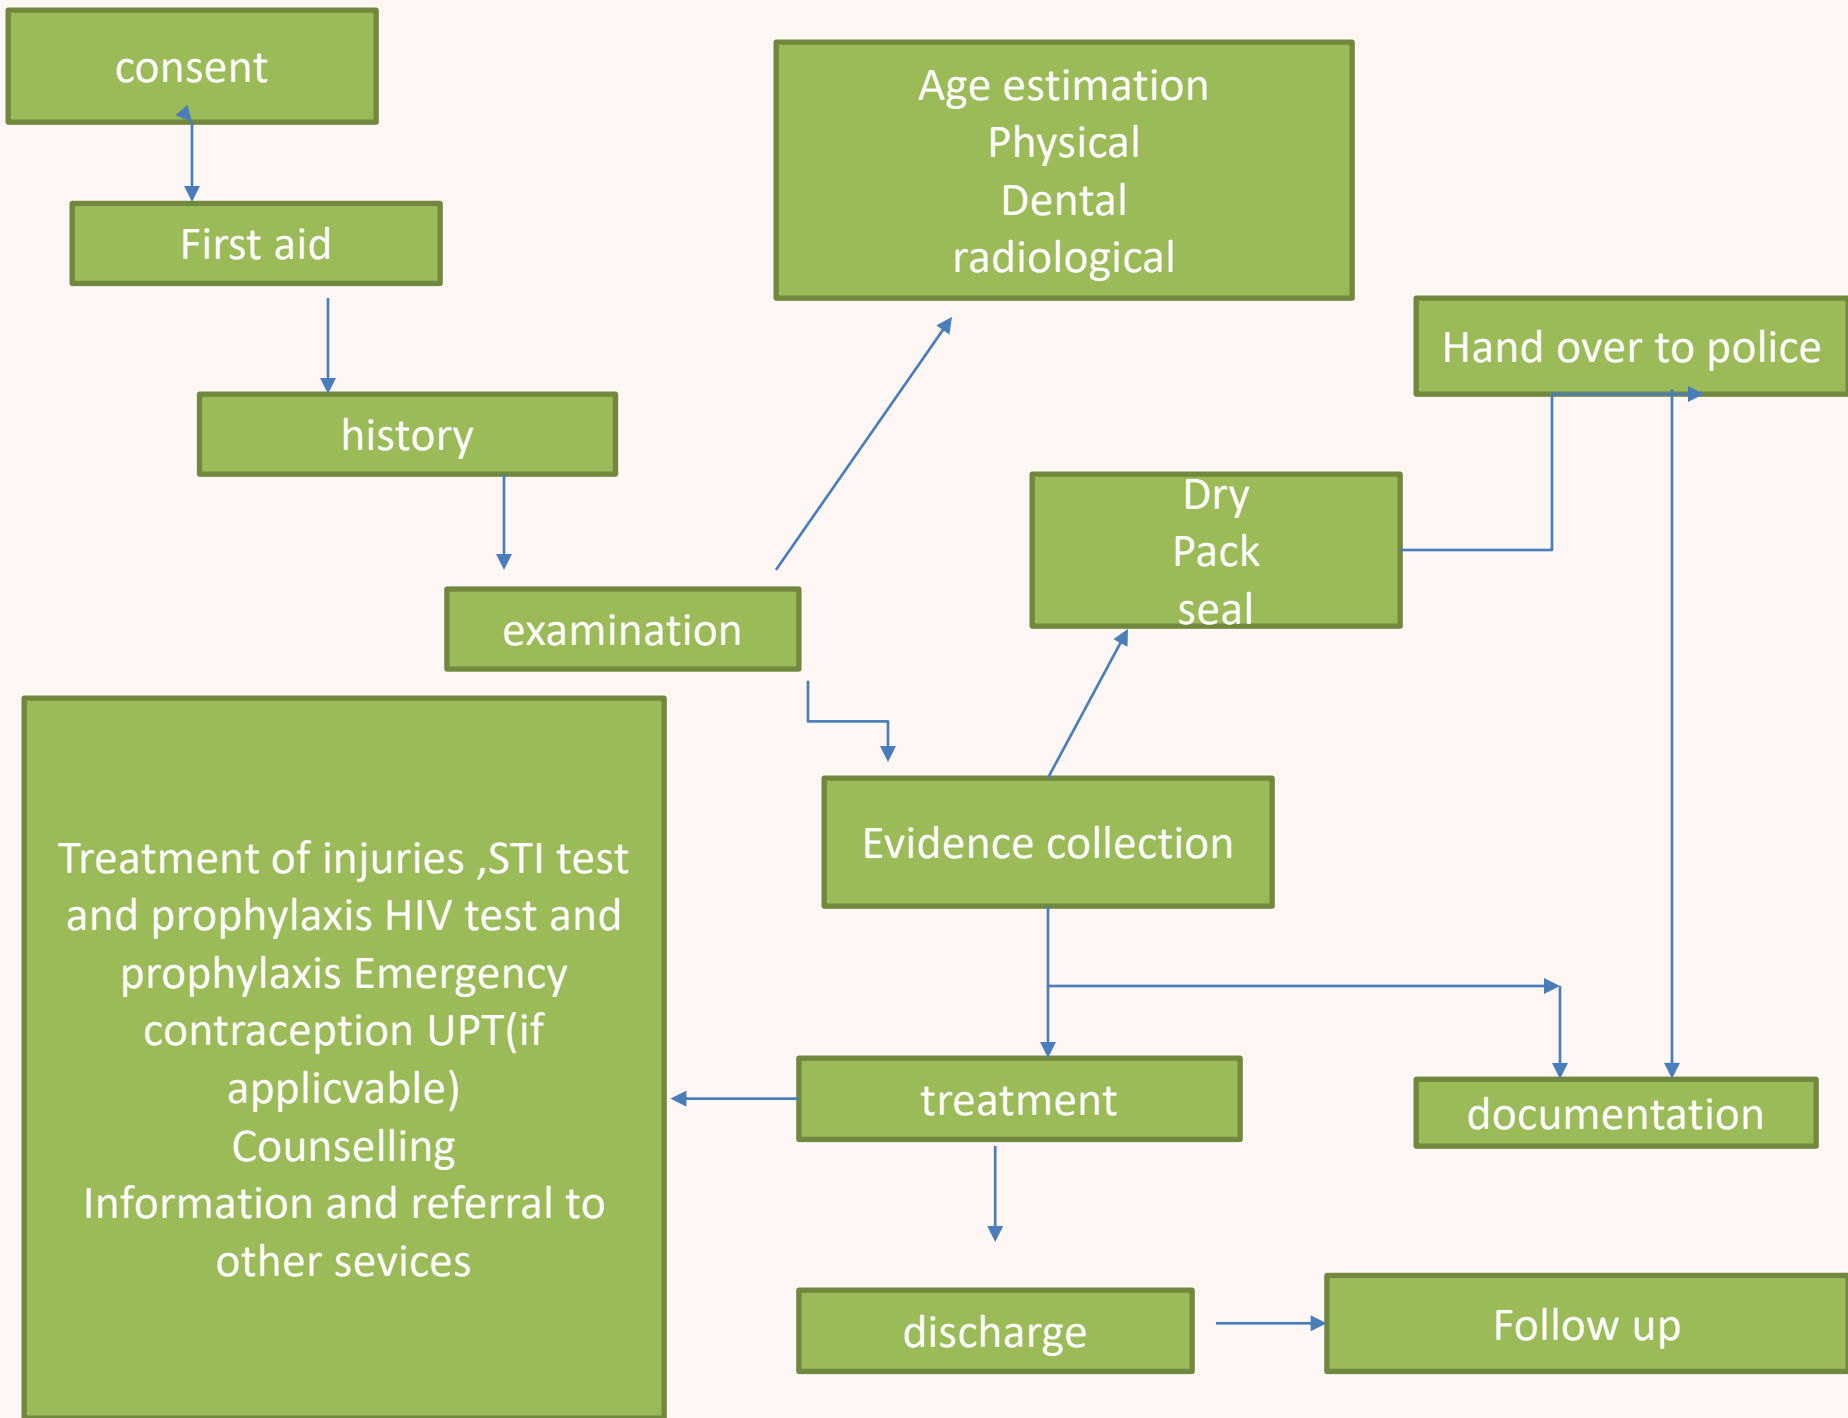 consent
Age estimation
Physical
Dental
radiological
First aid
Hand over to police
history
Dry
Pack
seal
examination
Evidence collection
Treatment of injuries ,STI test
and prophylaxis HIV test and
prophylaxis Emergency
contraception UPT(if
applicvable)
Counselling
Information and referral to
other sevices
treatment
documentation
discharge
Follow up